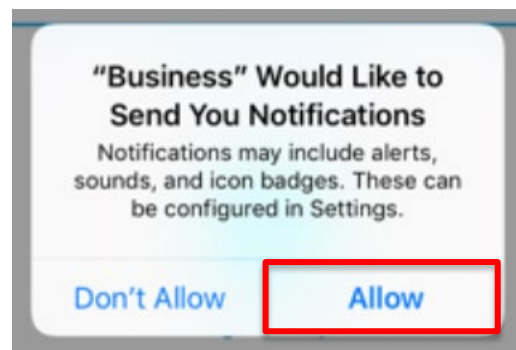 “Business” Would Like to
Send You Notifications
Notifications may include alerts,
sounds, and icon badges. These can
be configured in Settings.
Don’t Allow Allow